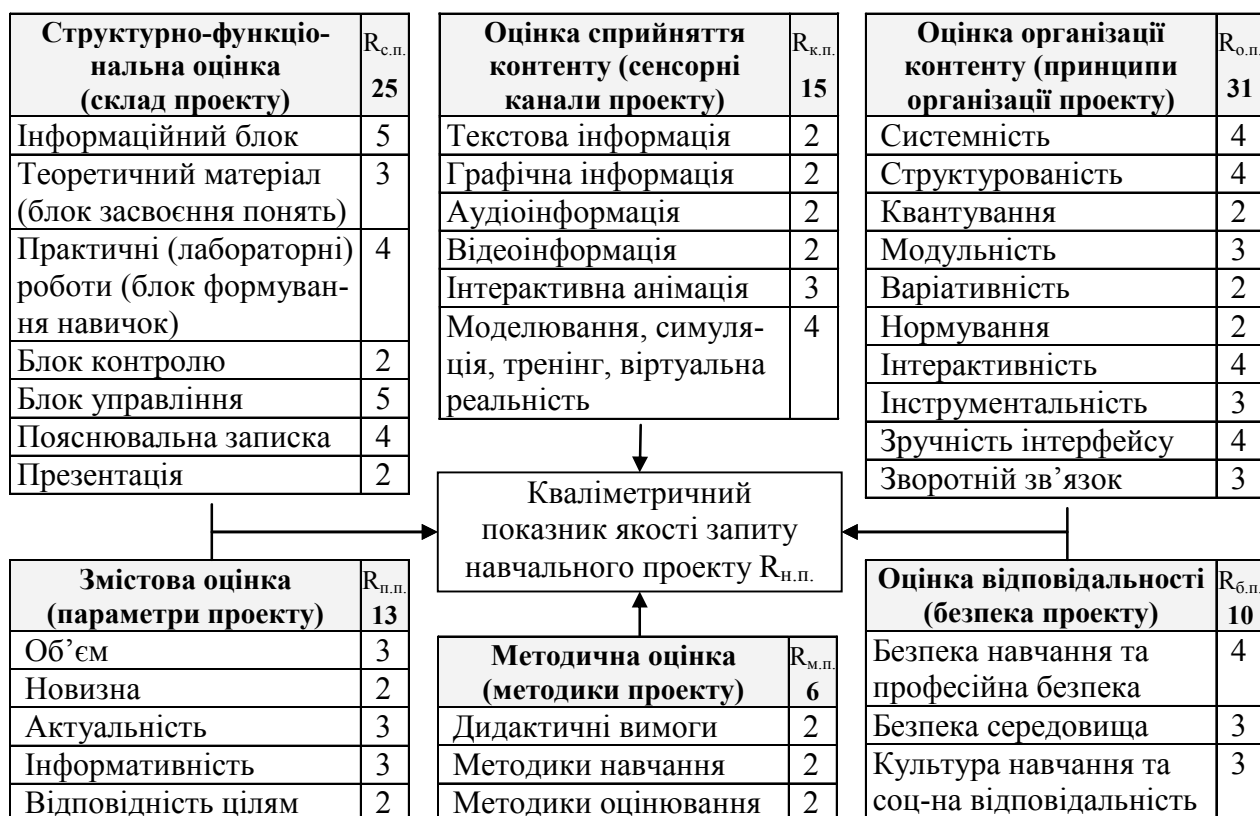 Структурно-функціо-
нальна оцінка
(склад проекту)
R с.п.
25
Інформаційний блок 5
Теоретичний матеріал 3
(блок засвоєння понять)
Практичні (лабораторні) 4
роботи (блок формуван-
ня навичок)
Блок контролю 2
Блок управління 5
Пояснювальна записка 4
Презентація 2
Оцінка сприйняття
контенту (сенсорні
канали проекту)
R к.п.
15
Текстова інформація 2
Графічна інформація 2
Аудіоінформація 2
Відеоінформація 2
Інтерактивна анімація 3
Моделювання, симуля- 4
ція, тренінг, віртуальна
реальність
Оцінка організації
контенту (принципи
організації проекту)
R о.п.
31
Системність 4
Структурованість 4
Квантування 2
Модульність 3
Варіативність 2
Нормування 2
Інтерактивність 4
Інструментальність 3
Зручність інтерфейсу 4
Зворотній зв’язок 3
Кваліметричний
показник якості запиту
навчального проекту R н.п.
Змістова оцінка
(параметри проекту)
R п.п.
13
Об’єм 3
Новизна 2
Актуальність 3
Інформативність 3
Відповідність цілям 2
Методична оцінка
(методики проекту)
R м.п.
6
Дидактичні вимоги 2
Методики навчання 2
Методики оцінювання 2
Оцінка відповідальності
(безпека проекту)
R б.п.
10
Безпека навчання та 4
професійна безпека
Безпека середовища 3
Культура навчання та 3
соц-на відповідальність